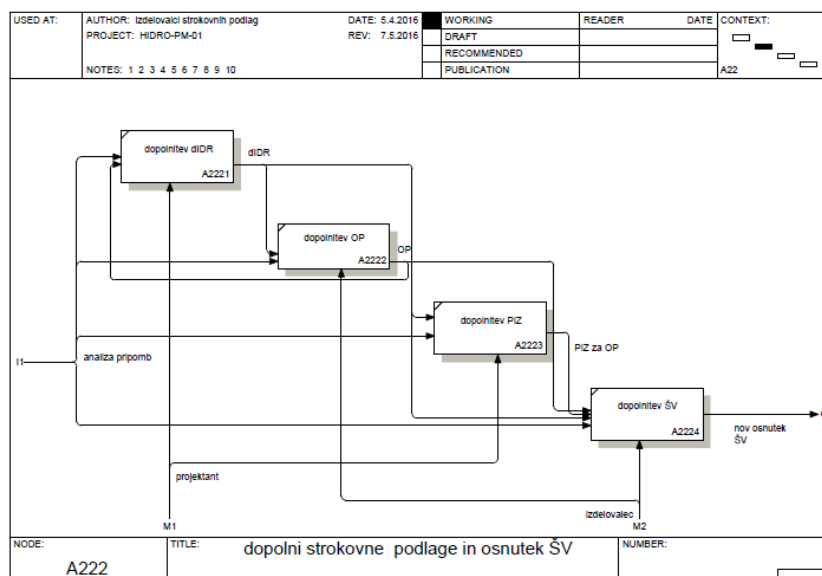 USED AT:
AUTHOR: Izdelovalci strokovnih podlag
DATE: 5.4.2016
PROJECT: HIDRO-PM-01
REV: 7.5.2016
NOTES: 1 2 3 4 5 6 7 8 9 10
WORKING
DRAFT
RECOMMENDED
PUBLICATION
READER
DATE
CONTEXT:
A22
dopolnitev dIDR
A2221
dIDR
dopolnitev OP
A2222
OP
dopolnitev PIZ
A2223
PIZ za OP
I1
analiza pripomb
dopolnitev ŠV
A2224
nov osnutek
ŠV
projektant
izdelovalec
M1
M2
NODE:
A222
TITLE:
dopolni strokovne podlage in osnutek ŠV
NUMBER: